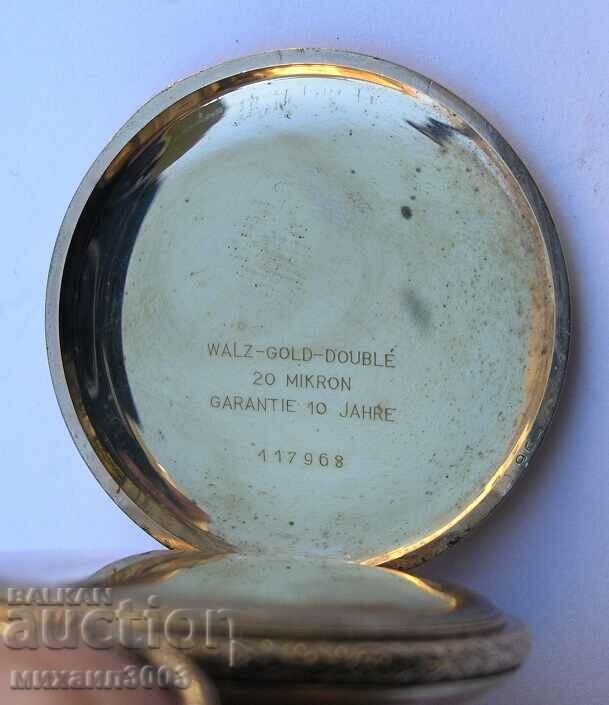 WALZ-GOLD-DOUBLÉ
20 MIKRON
GARANTIE 10 JAHRE
117968
BALKAN
auction
михаил3003